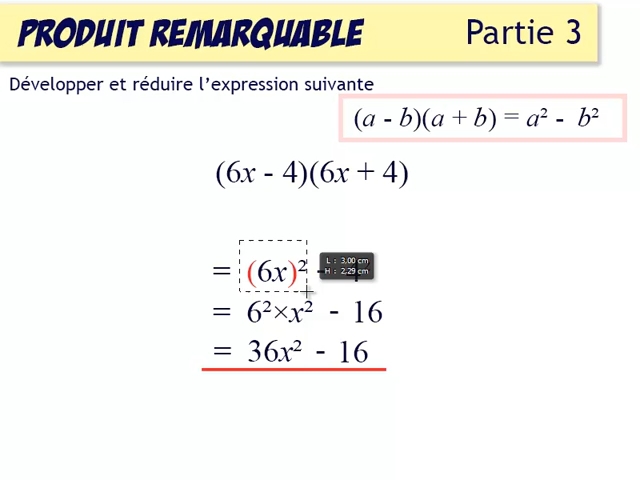 PRODUIT REMARQUABLE Partie 3
Développer et réduire l'expression suivante
(a - b)(a + b) = a² - b²
(6x - 4)(6x + 4)
= (6x)² -
L : 3,00 cm
H : 2,29 cm
= 6²×x² - 16
= 36x² - 16